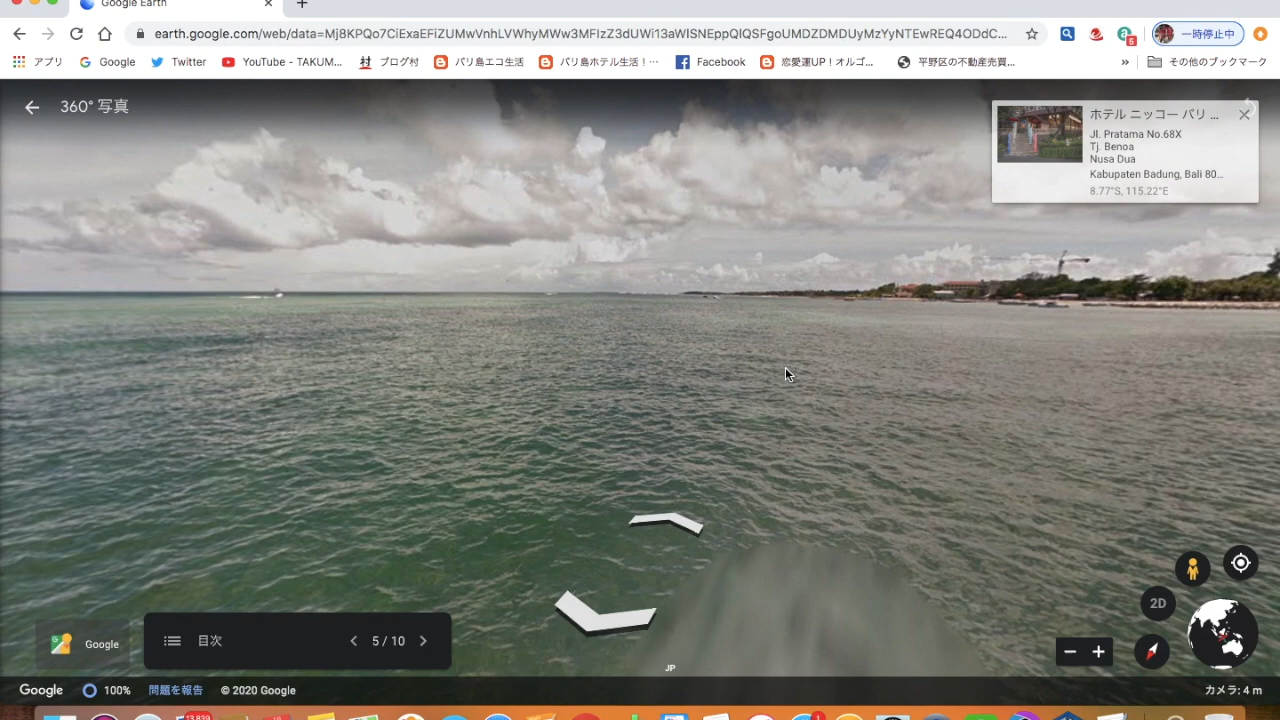 Google Earth
earth.google.com/web/data=Mj8KPQo7CiExaEFiZUMwVnhLVWhyMWw3MFIzZ3dUWi13aWISNEppQlQSFgoUMDZDMDUyMzYyNTEwREQ4ODdC...
一時停止中
アプリ
Google
Twitter
YouTube - TAKUM...
村 ブログ村
バリ島エコ生活
バリ島ホテル生活！…
Facebook
恋愛運UP！オルゴ...
平野区の不動産売買...
»
その他のブックマーク
360° 写真
ホテル ニッコー バリ ...
Jl. Pratama No.68X
Tj. Benoa
Nusa Dua
Kabupaten Badung, Bali 80...
8.77°S, 115.22°E
2D
Google
目次
5 / 10
JP
Google
100%
問題を報告
© 2020 Google
カメラ: 4 m
13,839